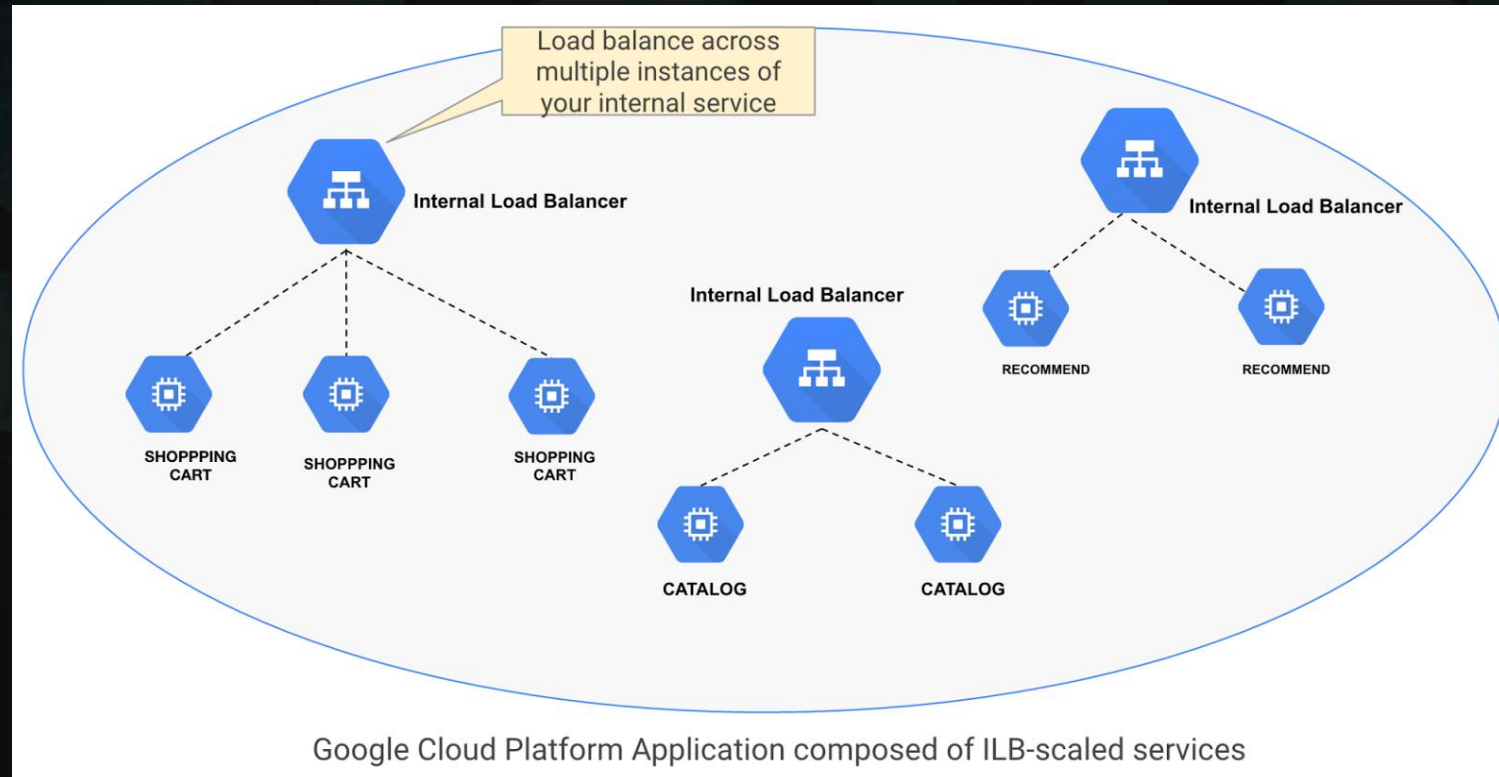 Load balance across
multiple instances of
your internal service
Internal Load Balancer
SHOPPPING
CART
SHOPPPING
CART
SHOPPING
CART
Internal Load Balancer
CATALOG
CATALOG
Internal Load Balancer
RECOMMEND
RECOMMEND
Google Cloud Platform Application composed of ILB-scaled services